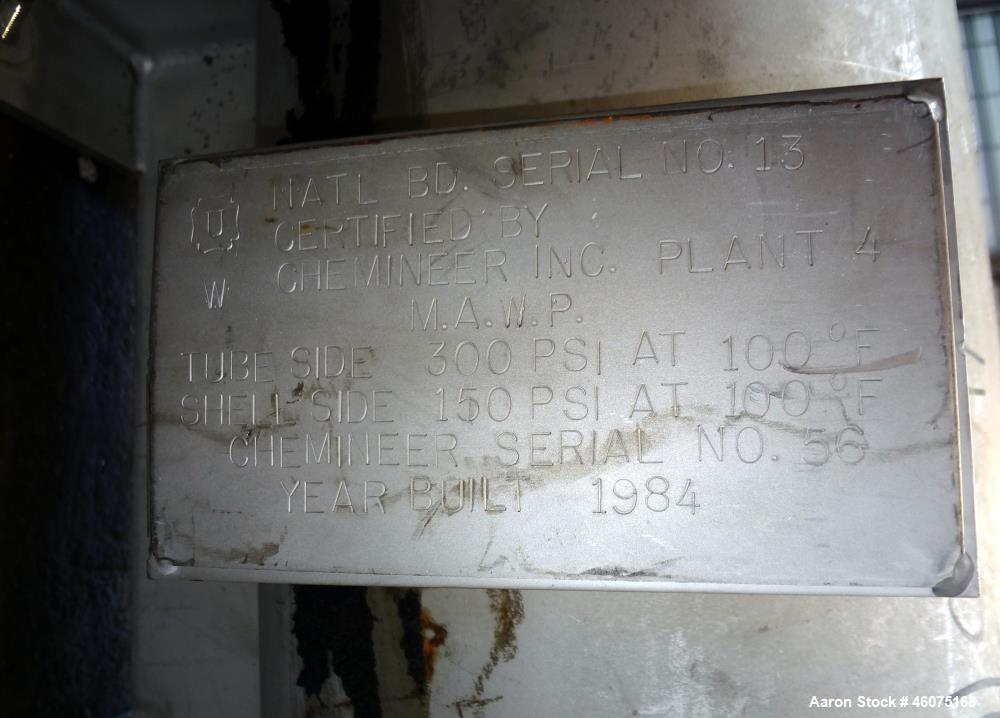 NATL BD. SERIAL NO. 13
U
CERTIFIED BY
CHEMINEER INC. PLANT 4
W
M.A.W.P.
TUBE SIDE 300 PSI AT 100 °F
SHELL SIDE 150 PSI AT 100 °F
CHEMINEER SERIAL NO. 56
YEAR BUILT 1984
Aaron Stock # 46075168